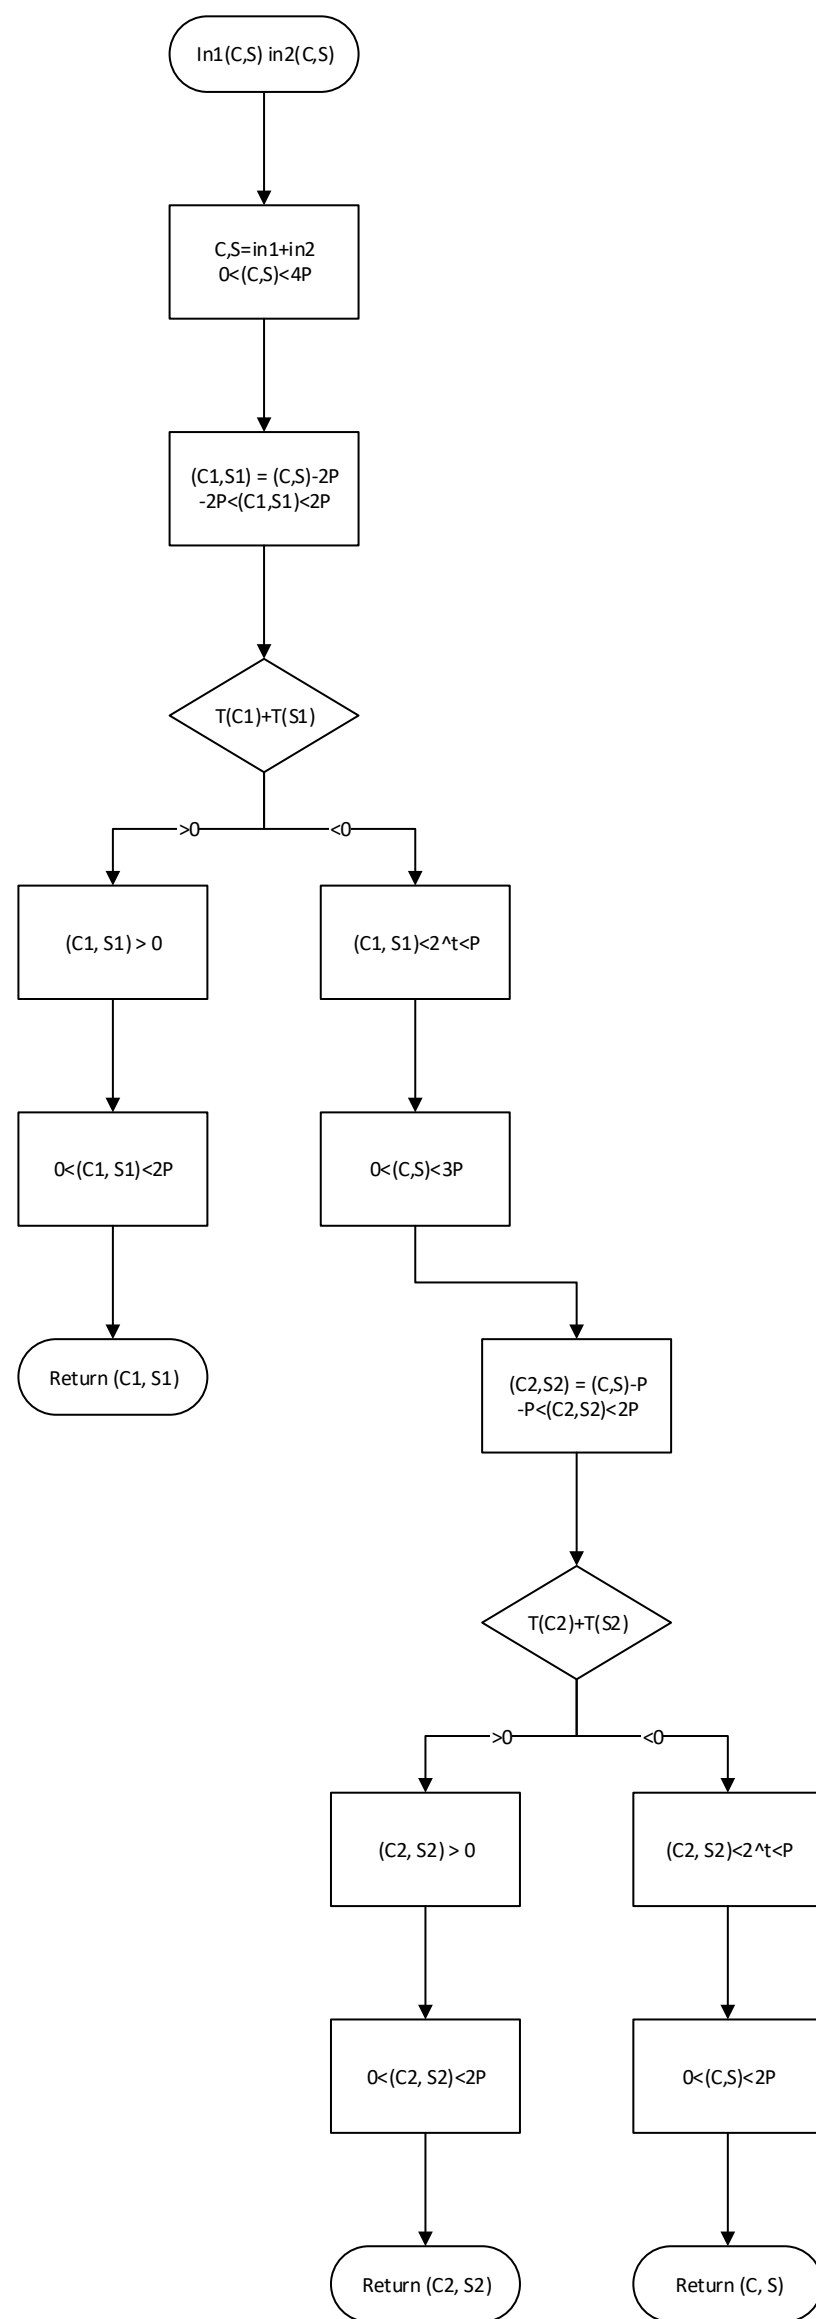 In1(C,S) in2(C,S)
C,S=in1+in2
0<(C,S)<4P
(C1,S1) = (C,S)-2P
-2P<(C1,S1)<2P
T(C1)+T(S1)
>0
<0
(C1, S1) > 0
(C1, S1)<2^t<P
0<(C1, S1)<2P
0<(C,S)<3P
Return (C1, S1)
(C2,S2) = (C,S)-P
-P<(C2,S2)<2P
T(C2)+T(S2)
>0
<0
(C2, S2) > 0
(C2, S2)<2^t<P
0<(C2, S2)<2P
0<(C,S)<2P
Return (C2, S2)
Return (C, S)